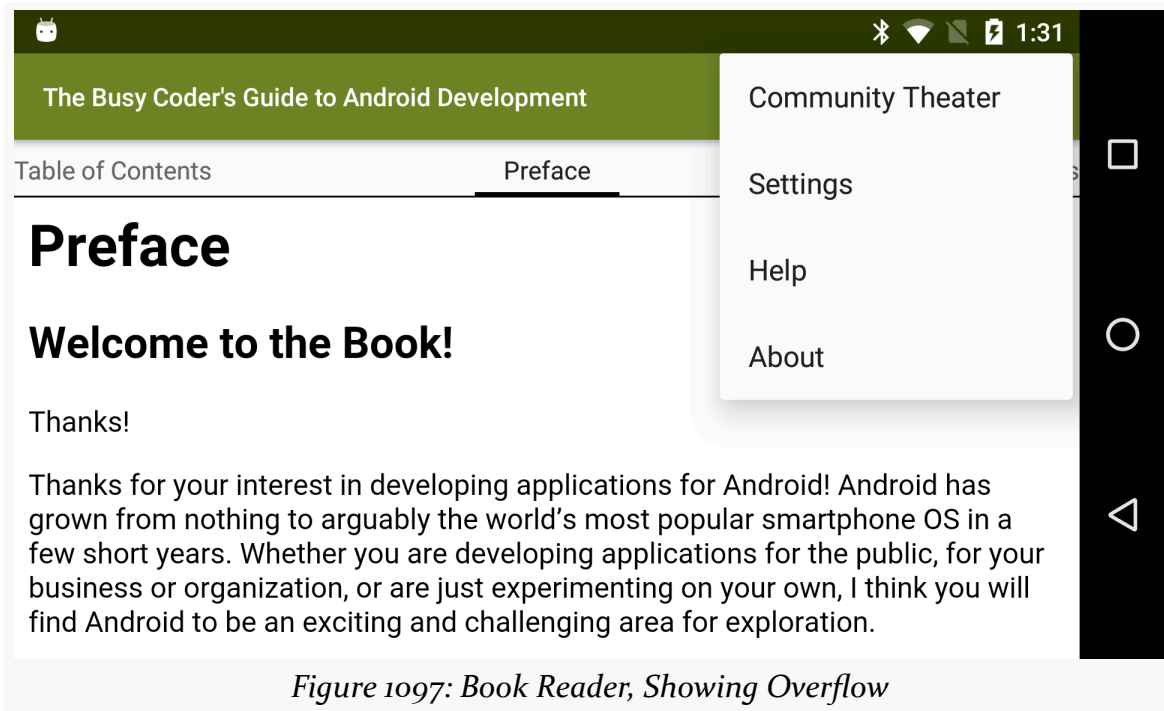 1:31
The Busy Coder's Guide to Android Development
Community Theater
Settings
Help
About
Table of Contents
Preface
s
Preface
Welcome to the Book!
Thanks!
Thanks for your interest in developing applications for Android! Android has
grown from nothing to arguably the world’s most popular smartphone OS in a
few short years. Whether you are developing applications for the public, for your
business or organization, or are just experimenting on your own, I think you will
find Android to be an exciting and challenging area for exploration.
Figure 1097: Book Reader, Showing Overflow